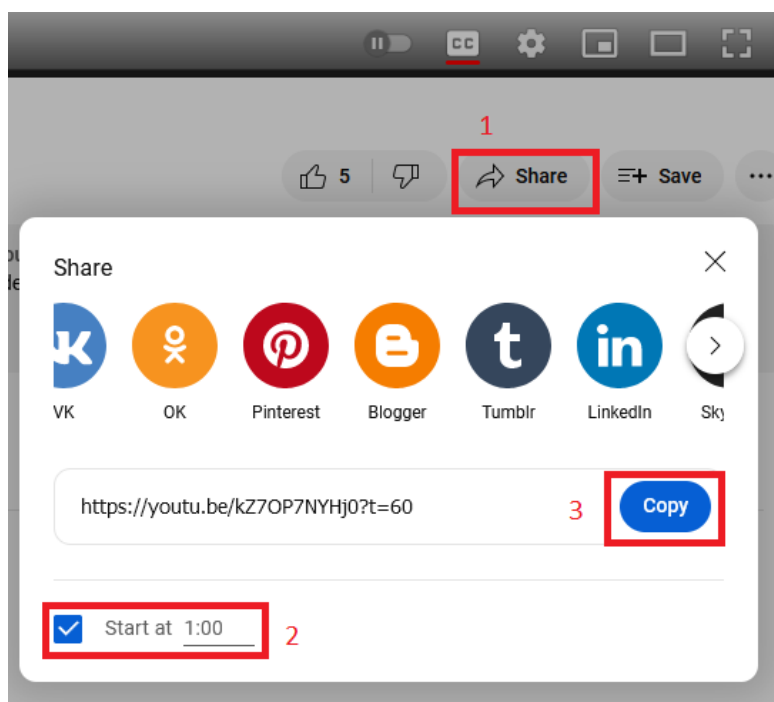 CC
1
5
Share
Save
Share
VK
OK
Pinterest
Blogger
Tumblr
LinkedIn
Sky
https://youtu.be/kZ7OP7NYHj0?t=60
3
Copy
Start at 1:00
2